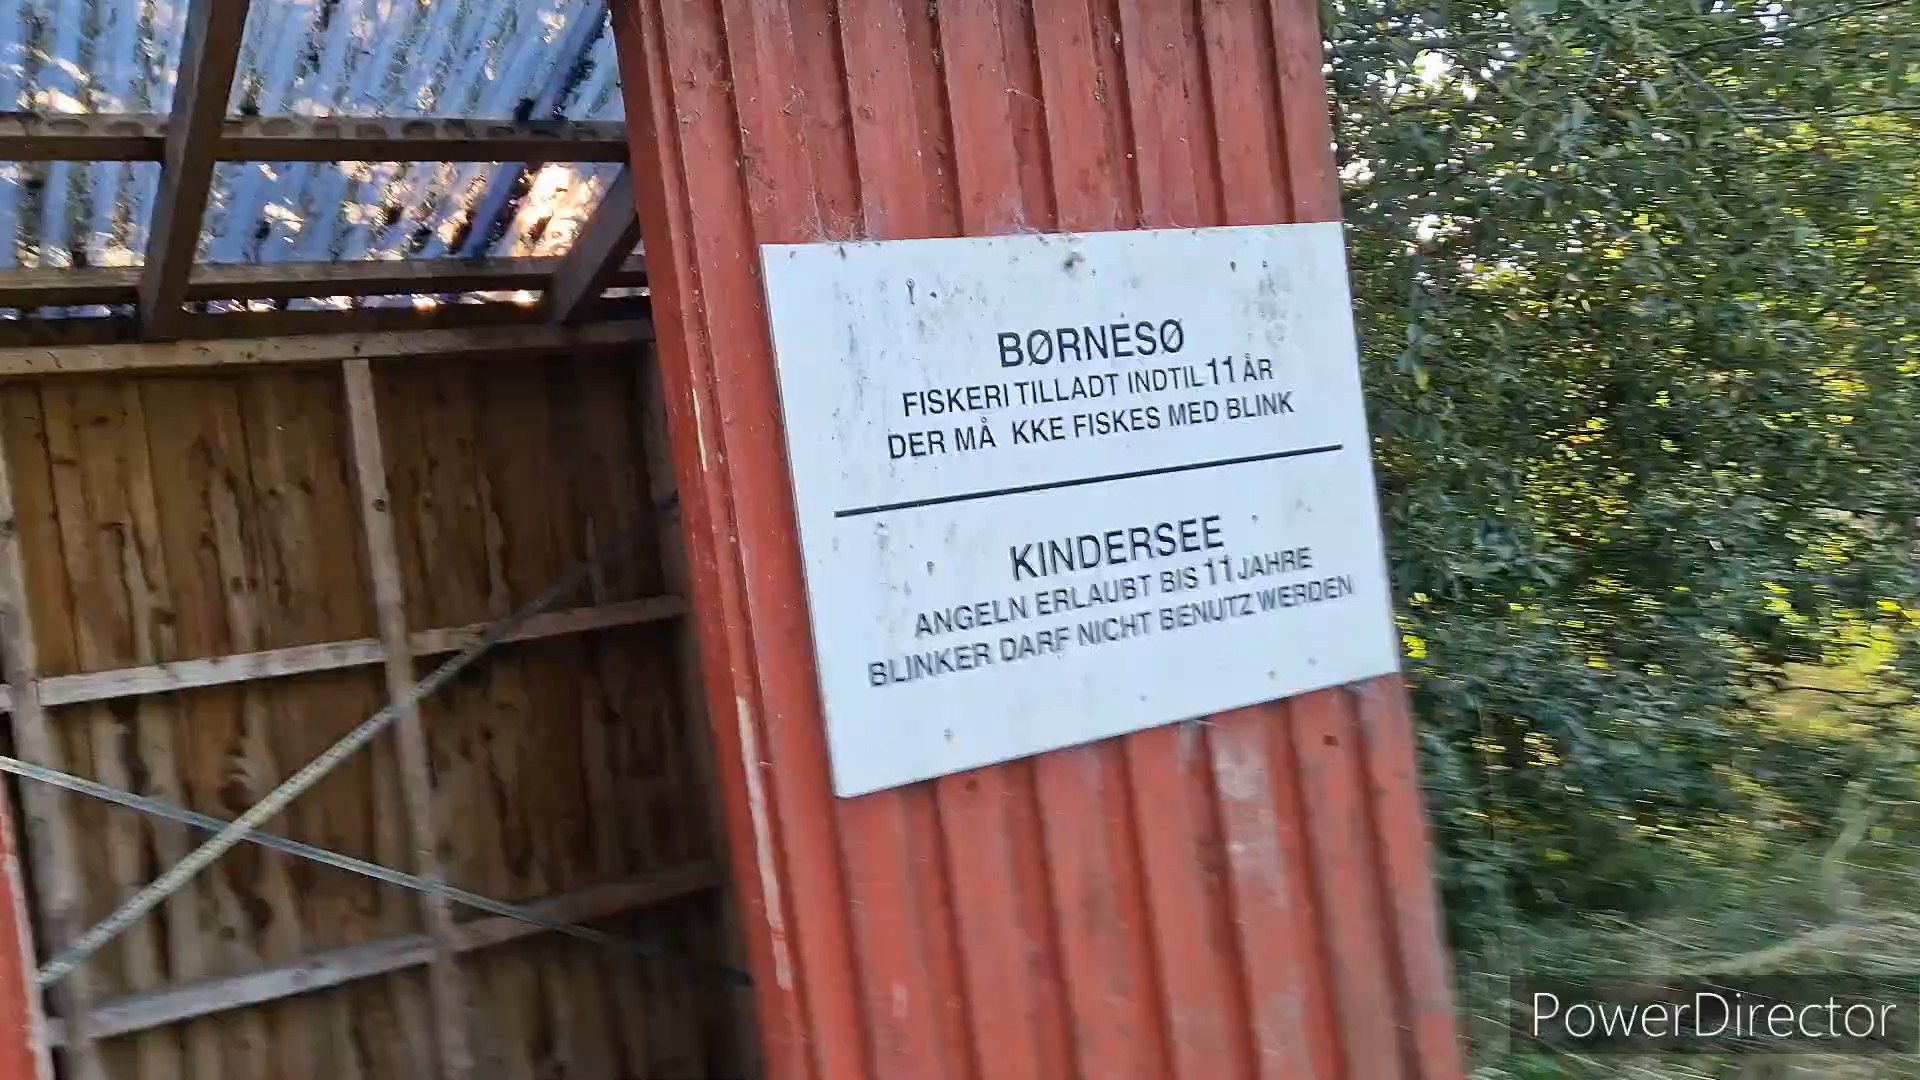 BØRNESØ
FISKERI TILLADT INDTIL 11 ÅR
DER MÅ KKE FISKES MED BLINK
KINDERSEE
ANGELN ERLAUBT BIS 11 JAHRE
BLINKER DARF NICHT BENUTZ WERDEN
PowerDirector